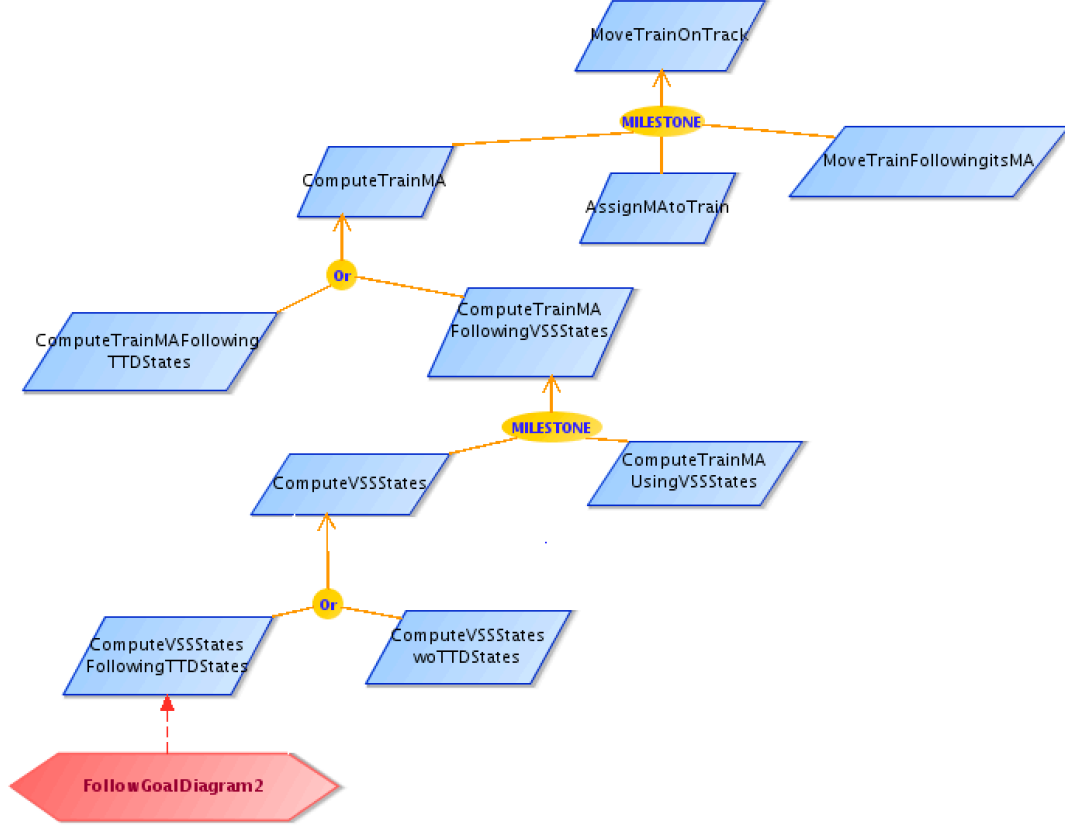 MoveTrainOnTrack
MILESTONE
MoveTrainFollowingitsMA
ComputeTrainMA
AssignMAtoTrain
Or
ComputeTrainMA
FollowingVSSStates
ComputeTrainMAFollowing
TTDStates
MILESTONE
ComputeTrainMA
UsingVSSStates
ComputeVSSStates
Or
ComputeVSSStates
FollowingTTDStates
ComputeVSSStates
woTTDStates
FollowGoalDiagram2